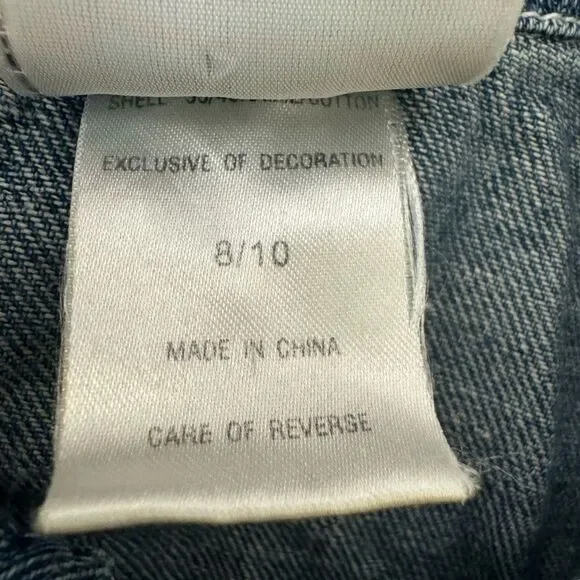 SHELL
COTTON
EXCLUSIVE OF DECORATION
8/10
MADE IN CHINA
CARE OF REVERSE